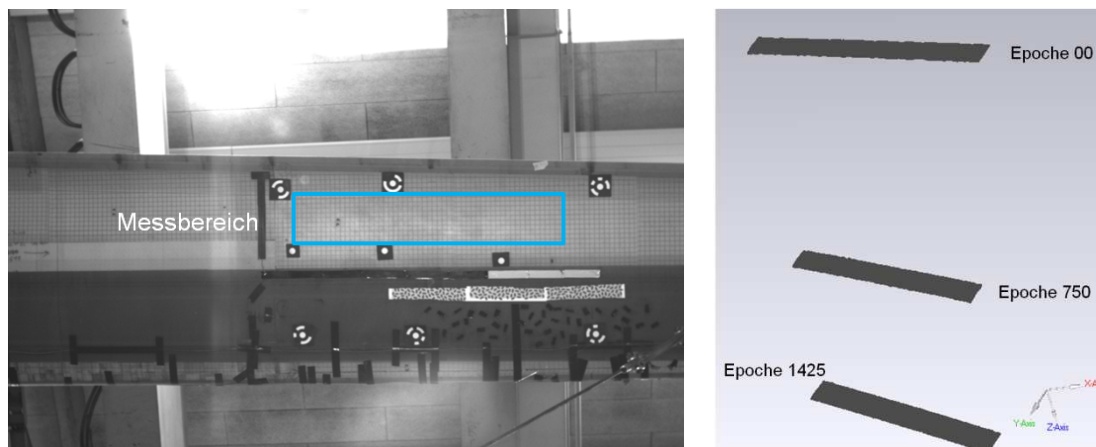 Messbereich
Epoche 00
Epoche 750
Epoche 1425
Y-Axis
Z-Axis